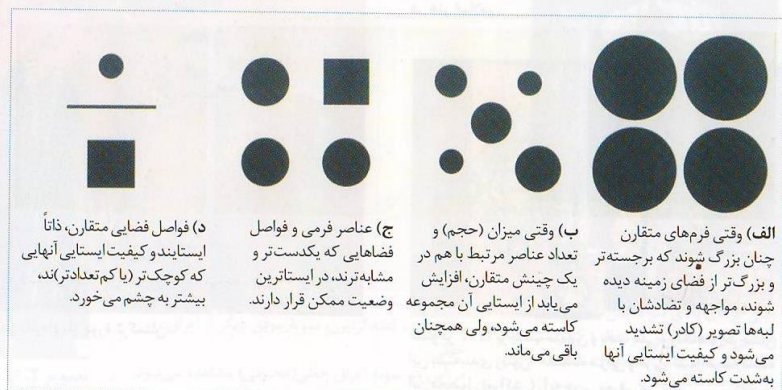 الف) وقتی فرم‌های متقارن
چنان بزرگ شوند که برجسته‌تر
و بزرگ‌تر از فضای زمینه دیده
شوند، مواجهه و تضادشان با
لبه‌ها تصویر (کادر) تشدید
می‌شود و کیفیت ایستایی آنها
به‌شدت کاسته می‌شود.
ب) وقتی میزان (حجم) و
تعداد عناصر مرتبط با هم در
یک چینش متقارن، افزایش
می‌یابد از ایستایی آن مجموعه
کاسته می‌شود، ولی همچنان
باقی می‌ماند.
ج) عناصر فرمی و فواصل
فضاهایی که یکدست‌تر و
مشابه‌ترند، در ایستاترین
وضعیت ممکن قرار دارند.
د) فواصل فضایی متقارن، ذاتاً
ایستایند و کیفیت ایستایی آنهایی
که کوچک‌تر (یا کم‌تعدادتر)ند،
بیشتر به چشم می‌خورد.